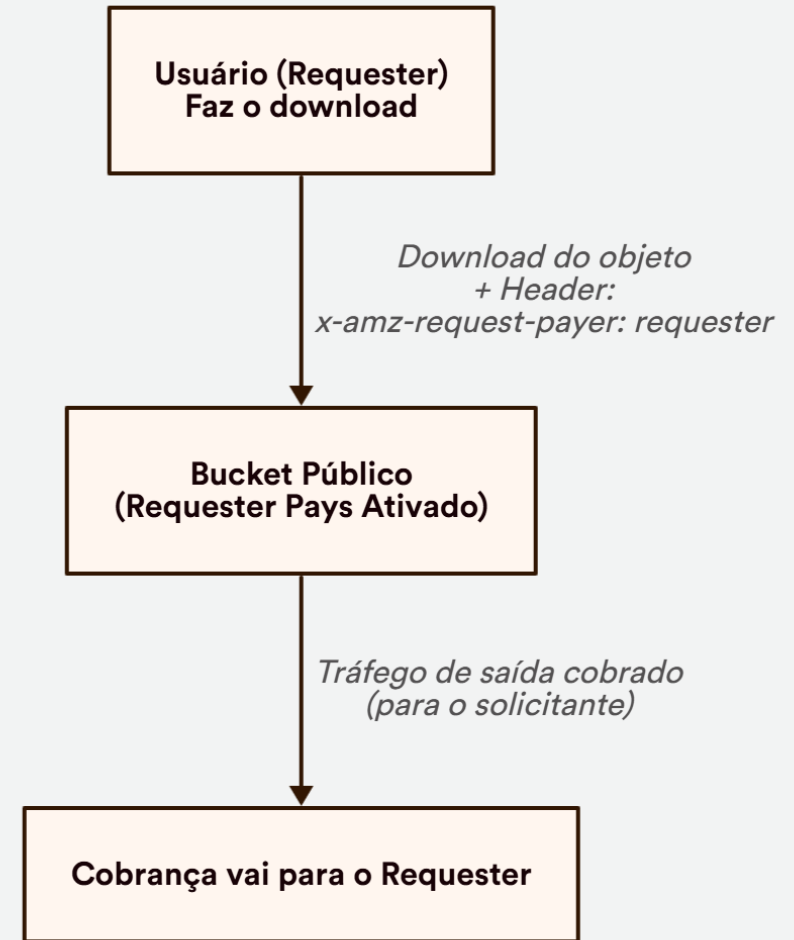 Usuário (Requester)
Faz o download
Download do objeto
+ Header:
x-amz-request-payer: requester
Bucket Público
(Requester Pays Ativado)
Tráfego de saída cobrado
(para o solicitante)
Cobrança vai para o Requester